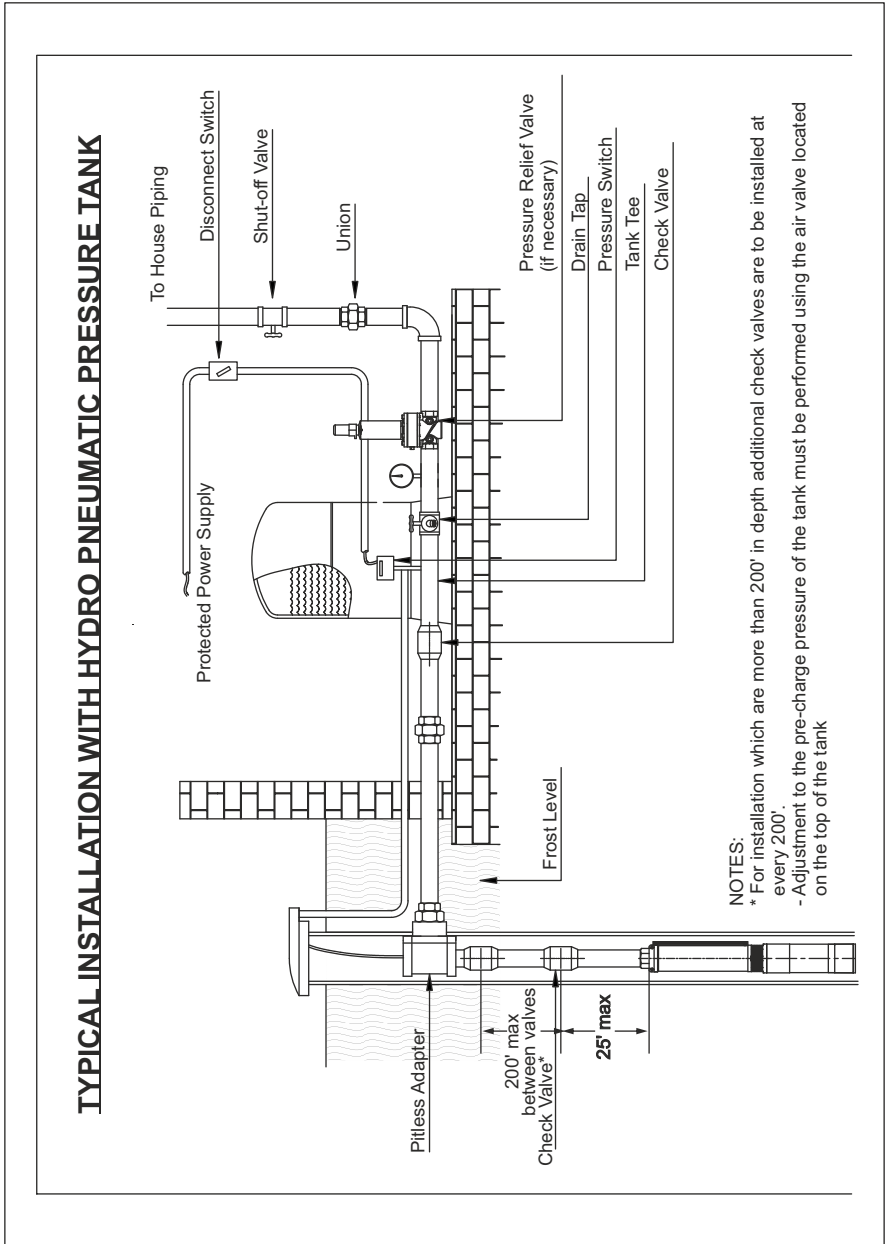 TYPICAL INSTALLATION WITH HYDRO PNEUMATIC PRESSURE TANK
To House Piping
Disconnect Switch
Shut-off Valve
Union
Protected Power Supply
Pressure Relief Valve
(if necessary)
Drain Tap
Pressure Switch
Tank Tee
Check Valve
Frost Level
Pitless Adapter
200' max
between valves
Check Valve*
25' max
NOTES:
* For installation which are more than 200' in depth additional check valves are to be installed at
every 200'.
- Adjustment to the pre-charge pressure of the tank must be performed using the air valve located
on the top of the tank